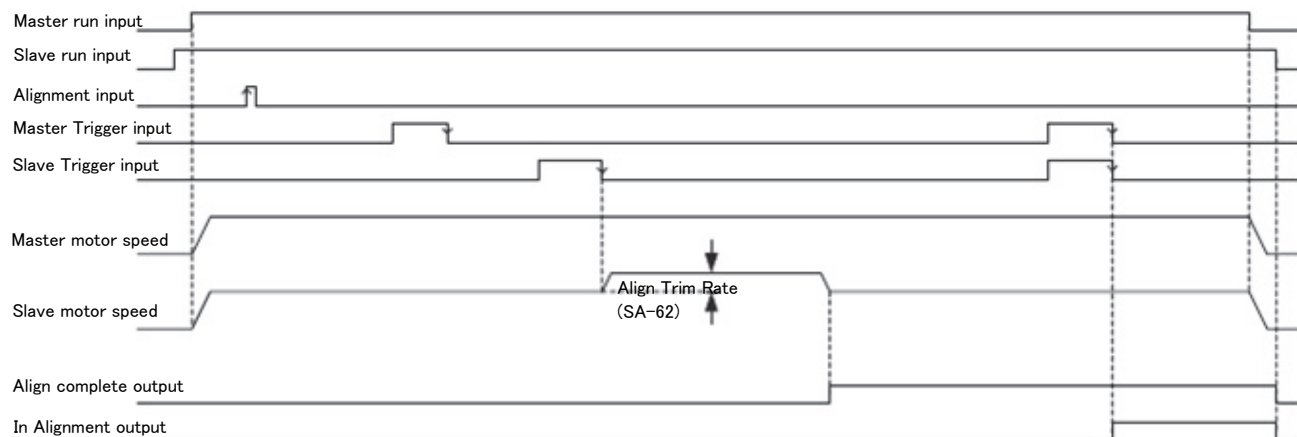 Master run input
Slave run input
Alignment input
Master Trigger input
Slave Trigger input
Master motor speed
Align Trim Rate
(SA-62)
Slave motor speed
Align complete output
In Alignment output